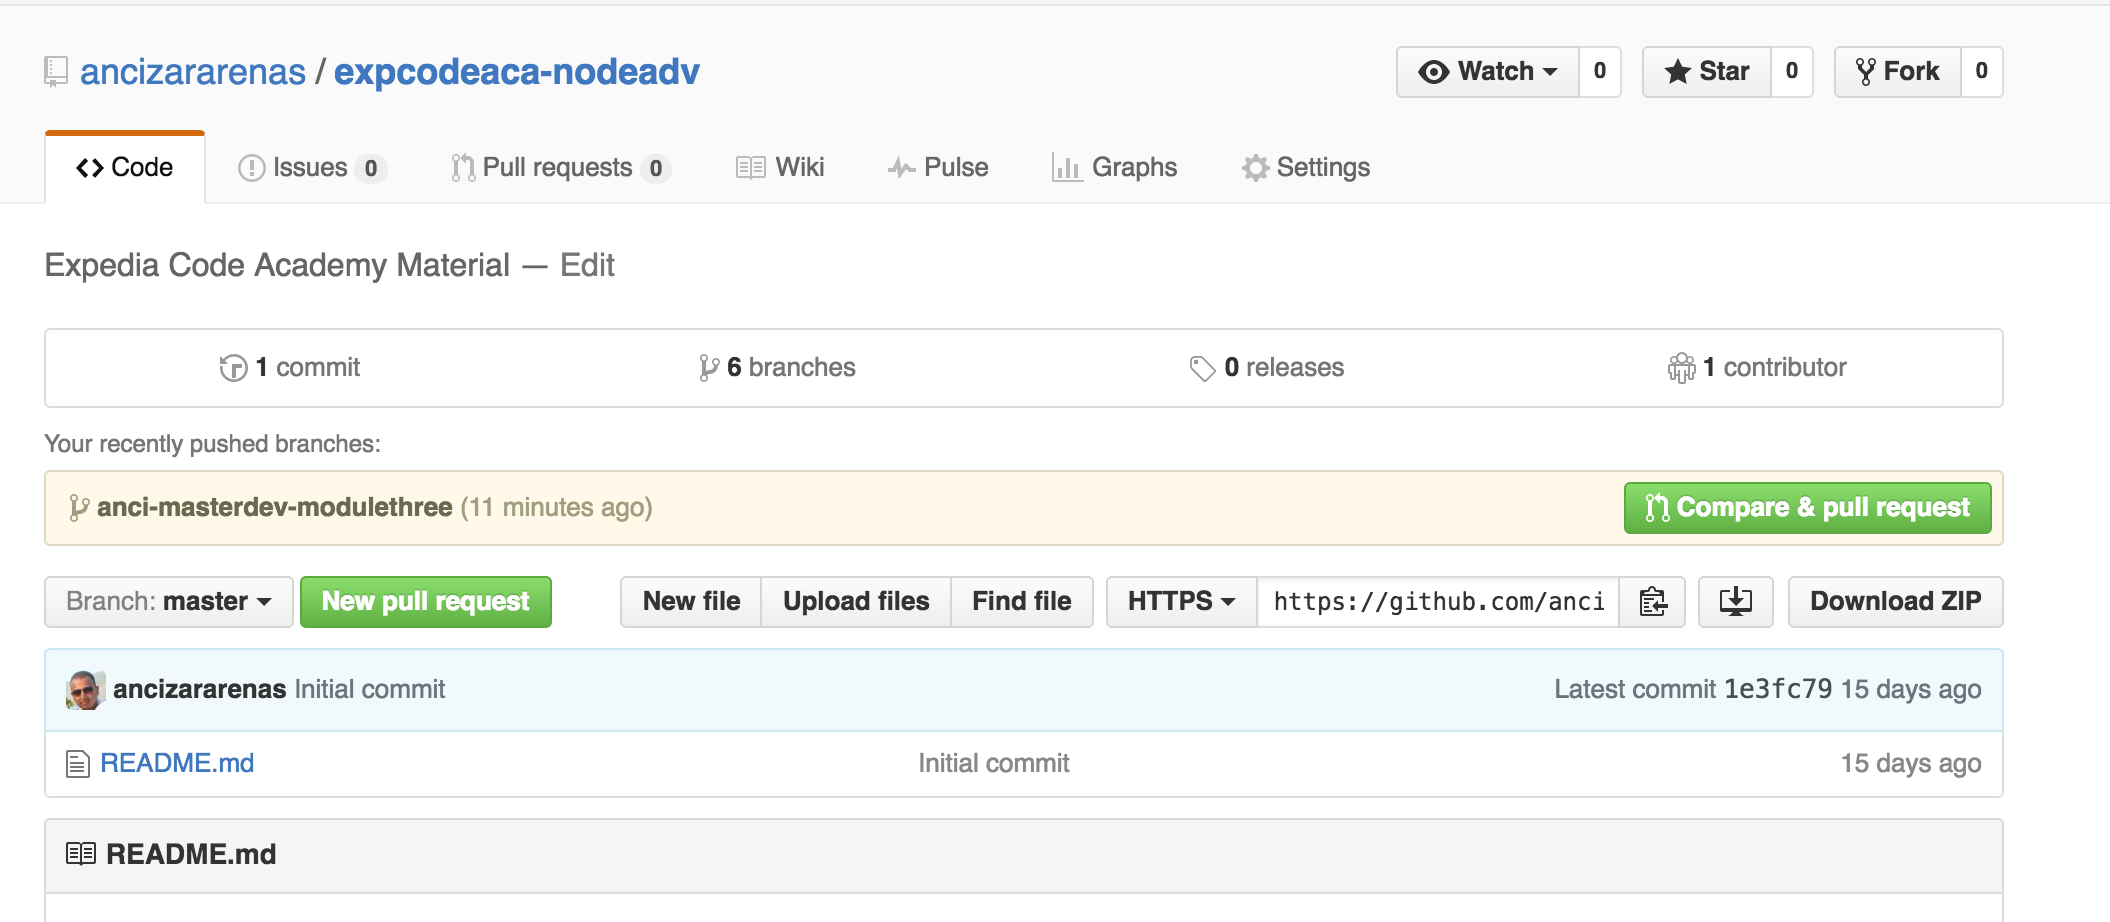 ancizararenas / expcodeaca-nodeadv Watch 0 Star 0 Fork 0
Code Issues 0 Pull requests 0 Wiki Pulse Graphs Settings
Expedia Code Academy Material — Edit
1 commit 6 branches 0 releases 1 contributor
Your recently pushed branches:
anci-masterdev-modulethree (11 minutes ago) Compare & pull request
Branch: master New pull request New file Upload files Find file HTTPS https://github.com/anci Download ZIP
ancizararenas Initial commit Latest commit 1e3fc79 15 days ago
README.md Initial commit 15 days ago
README.md